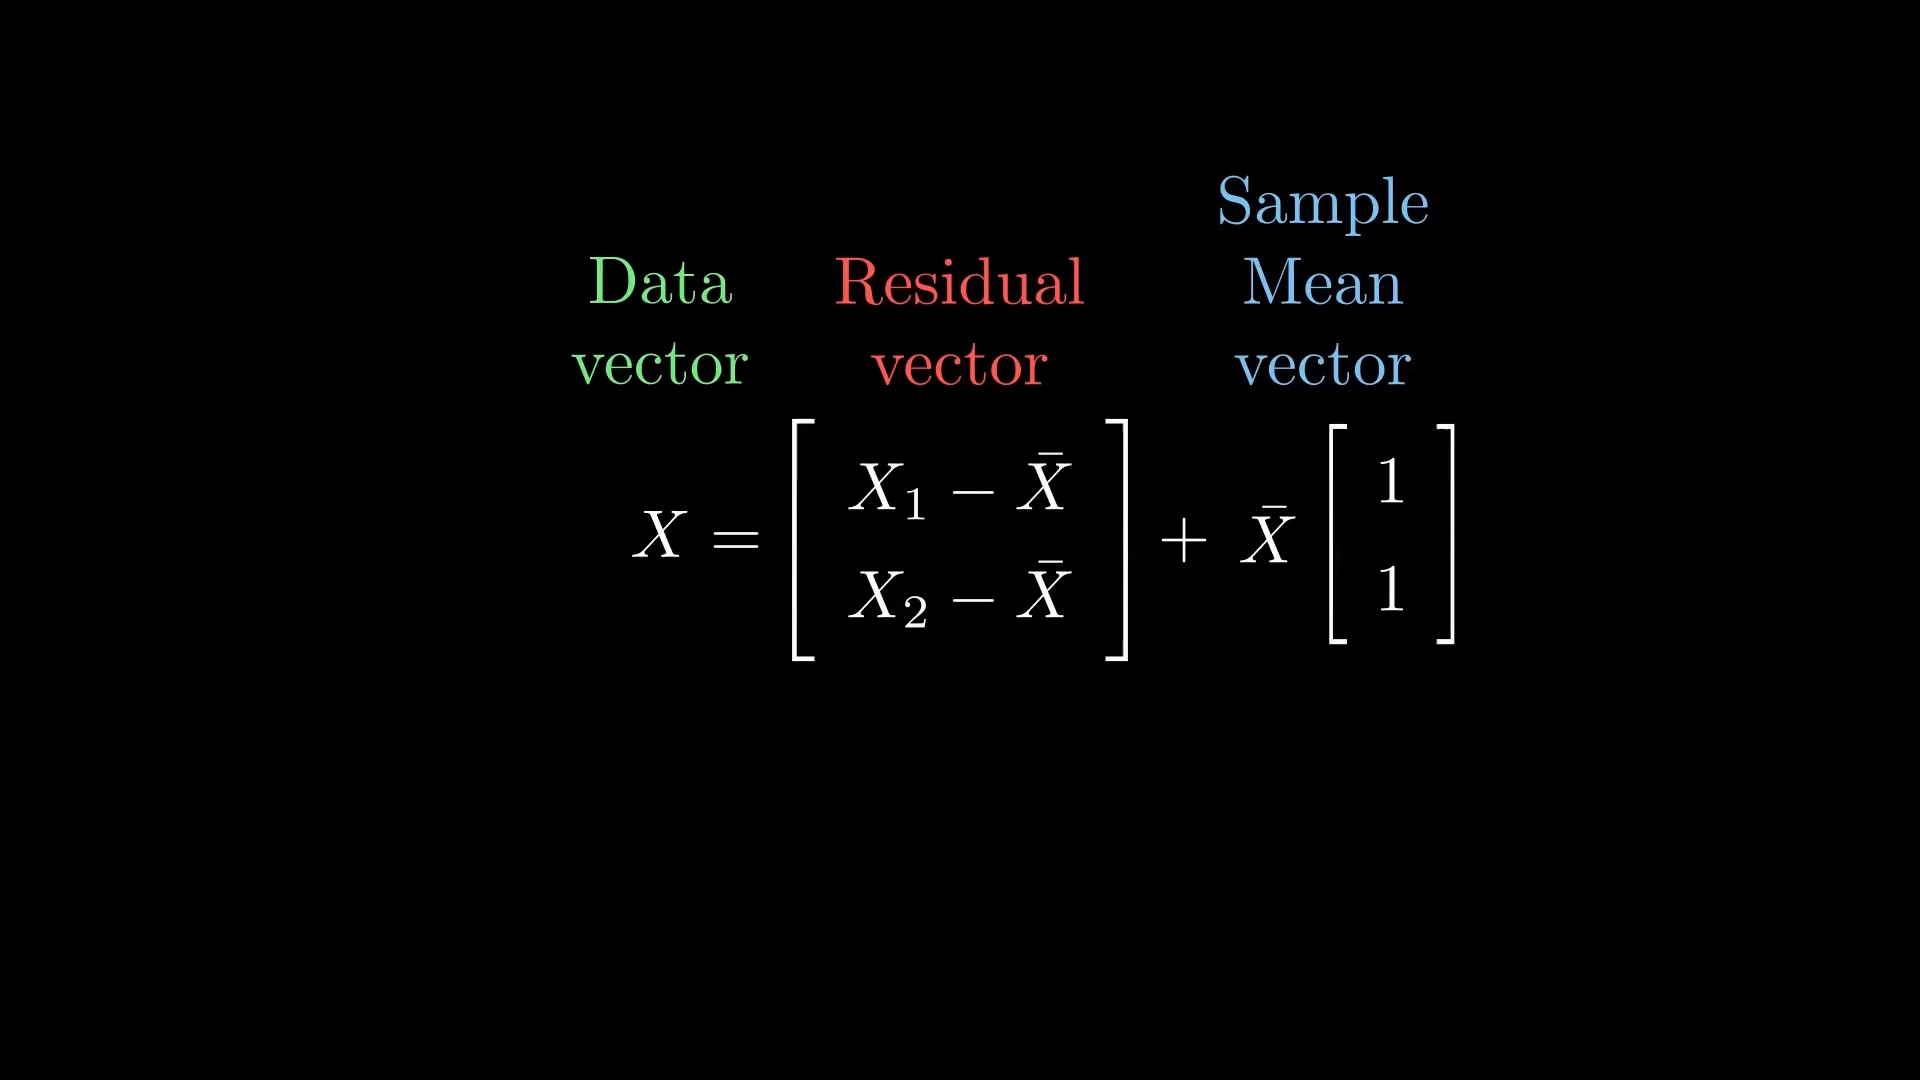 Data vector
Residual vector
Sample Mean vector
X = [ X₁ − X̄ ; X₂ − X̄ ] + X̄ [ 1 ; 1 ]